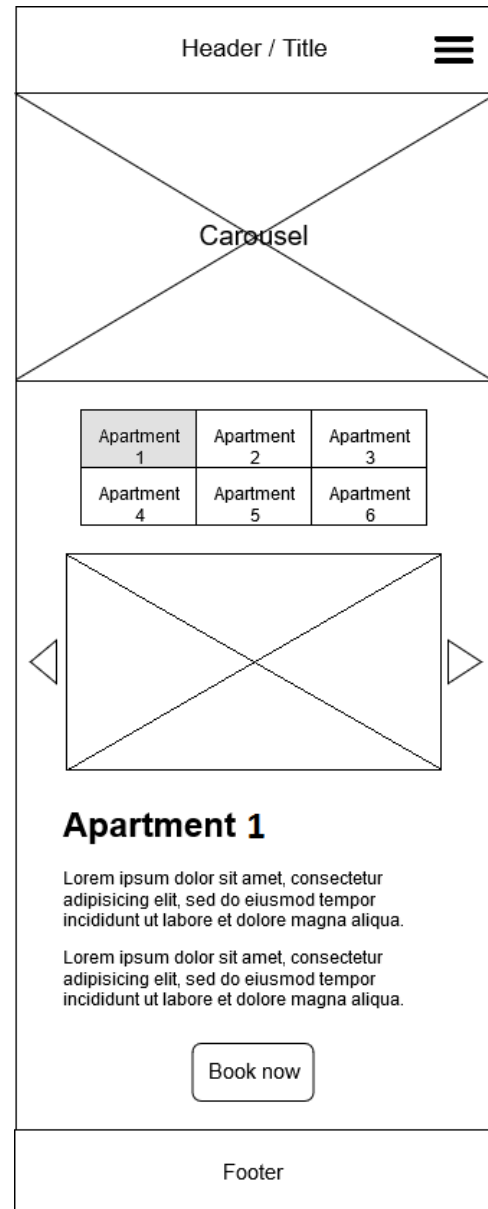 Header / Title
Carousel
Apartment
1
Apartment
2
Apartment
3
Apartment
4
Apartment
5
Apartment
6
Apartment 1
Lorem ipsum dolor sit amet, consectetur
adipisicing elit, sed do eiusmod tempor
incididunt ut labore et dolore magna aliqua.
Lorem ipsum dolor sit amet, consectetur
adipisicing elit, sed do eiusmod tempor
incididunt ut labore et dolore magna aliqua.
Book now
Footer